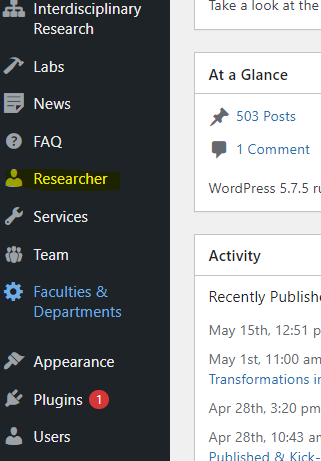 Interdisciplinary
Research
Labs
News
FAQ
Researcher
Services
Team
Faculties &
Departments
Appearance
Plugins 1
Users
Take a look at the
At a Glance
503 Posts
1 Comment
WordPress 5.7.5 ru
Activity
Recently Publishe
May 15th, 12:51 p
May 1st, 11:00 am
Transformations in
Apr 28th, 3:20 pm
Apr 28th, 10:43 am
Published & Kick-